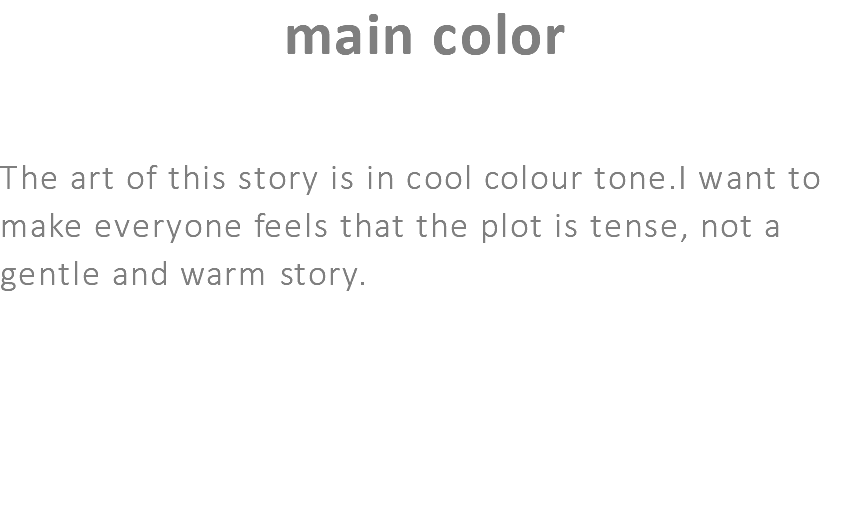 main color
The art of this story is in cool colour tone.I want to
make everyone feels that the plot is tense, not a
gentle and warm story.